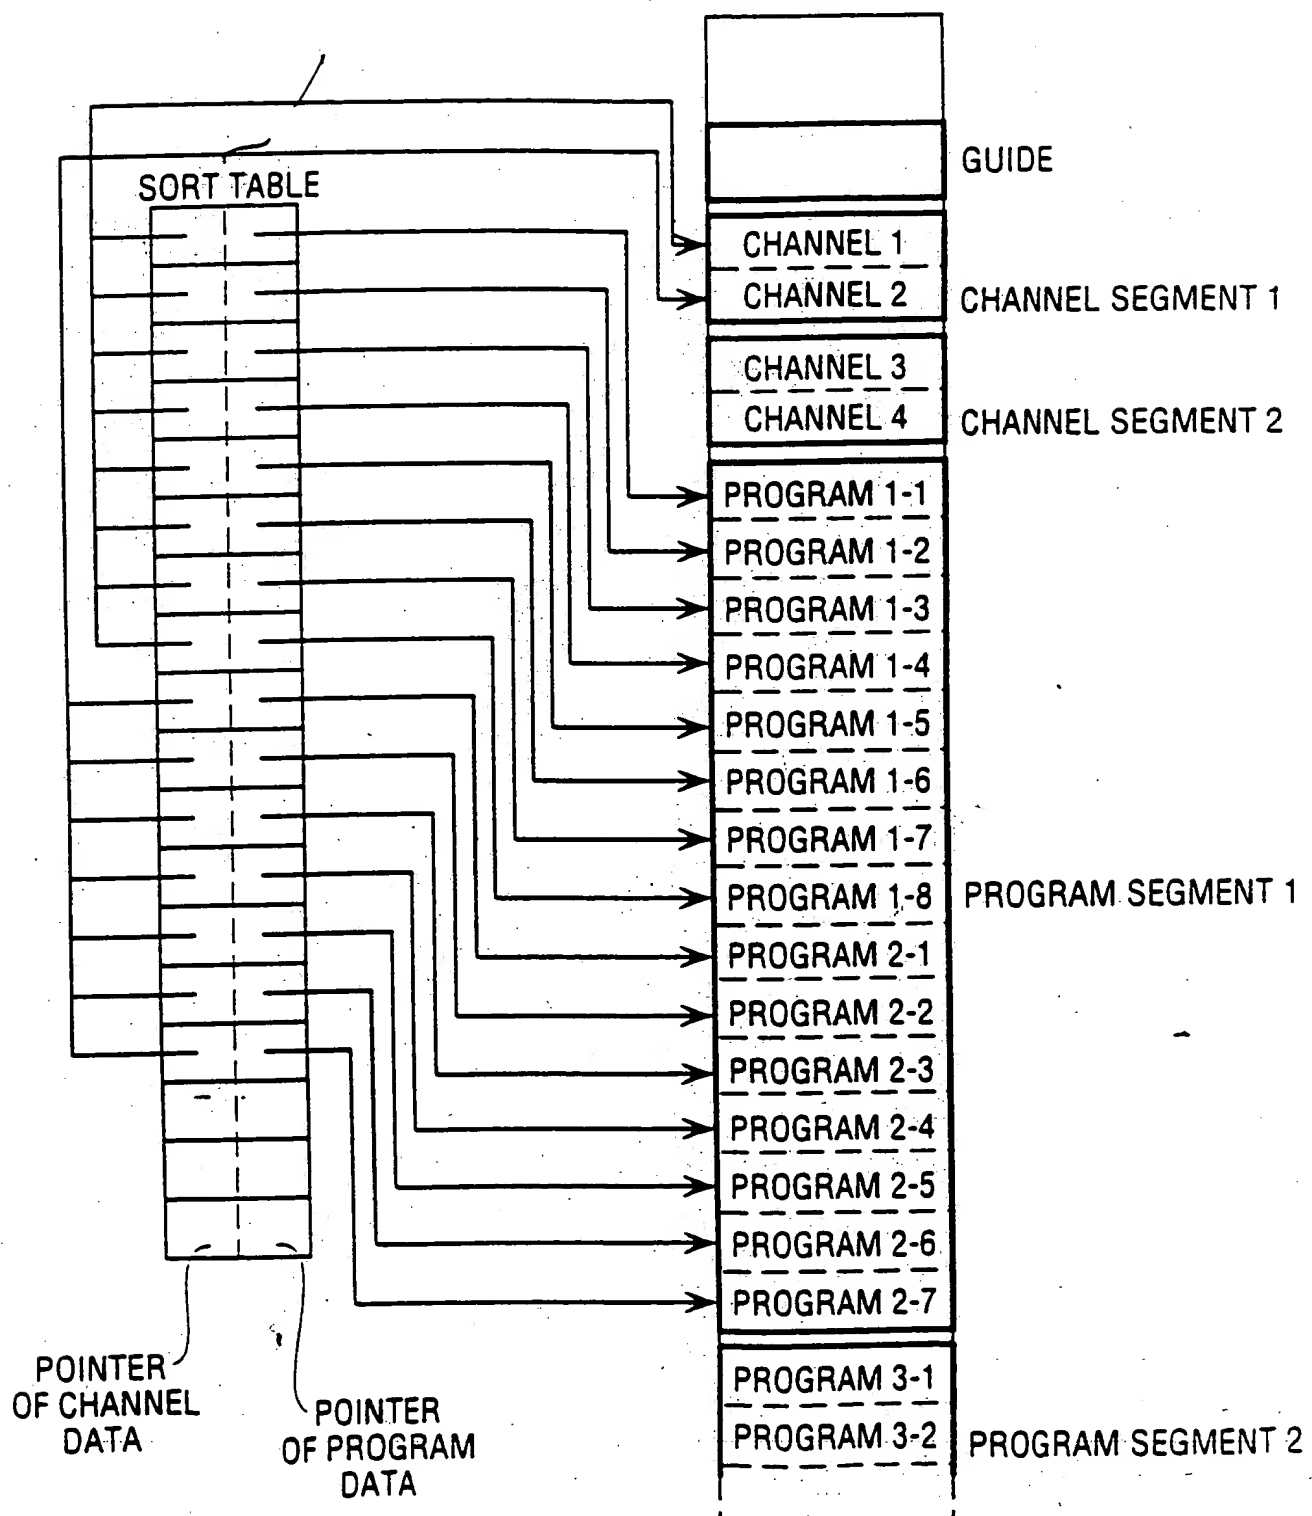 GUIDE
SORT TABLE
CHANNEL 1
CHANNEL 2
CHANNEL SEGMENT 1
CHANNEL 3
CHANNEL 4
CHANNEL SEGMENT 2
PROGRAM 1-1
PROGRAM 1-2
PROGRAM 1-3
PROGRAM 1-4
PROGRAM 1-5
PROGRAM 1-6
PROGRAM 1-7
PROGRAM 1-8
PROGRAM SEGMENT 1
PROGRAM 2-1
PROGRAM 2-2
PROGRAM 2-3
PROGRAM 2-4
PROGRAM 2-5
PROGRAM 2-6
PROGRAM 2-7
PROGRAM 3-1
PROGRAM 3-2
PROGRAM SEGMENT 2
POINTER
OF CHANNEL
DATA
POINTER
OF PROGRAM
DATA